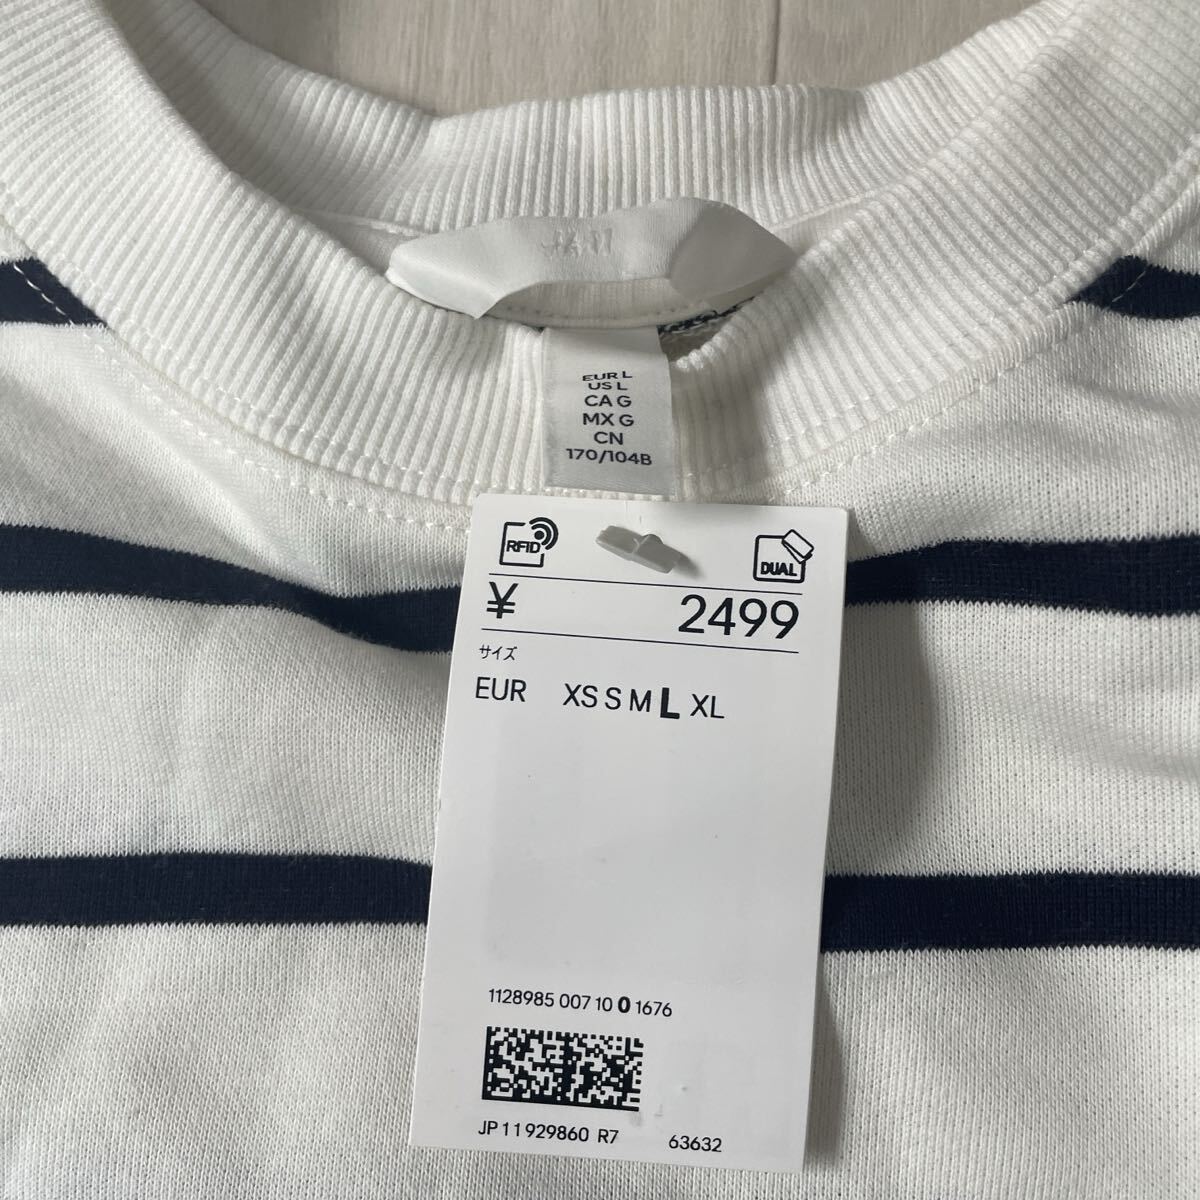 H&M
EUR L
US L
CA G
MX G
CN
170/104B
RFID
DUAL
¥ 2499
サイズ
EUR XS S M L XL
1128985 007 10 0 1676
JP 11 929860 R7 63632